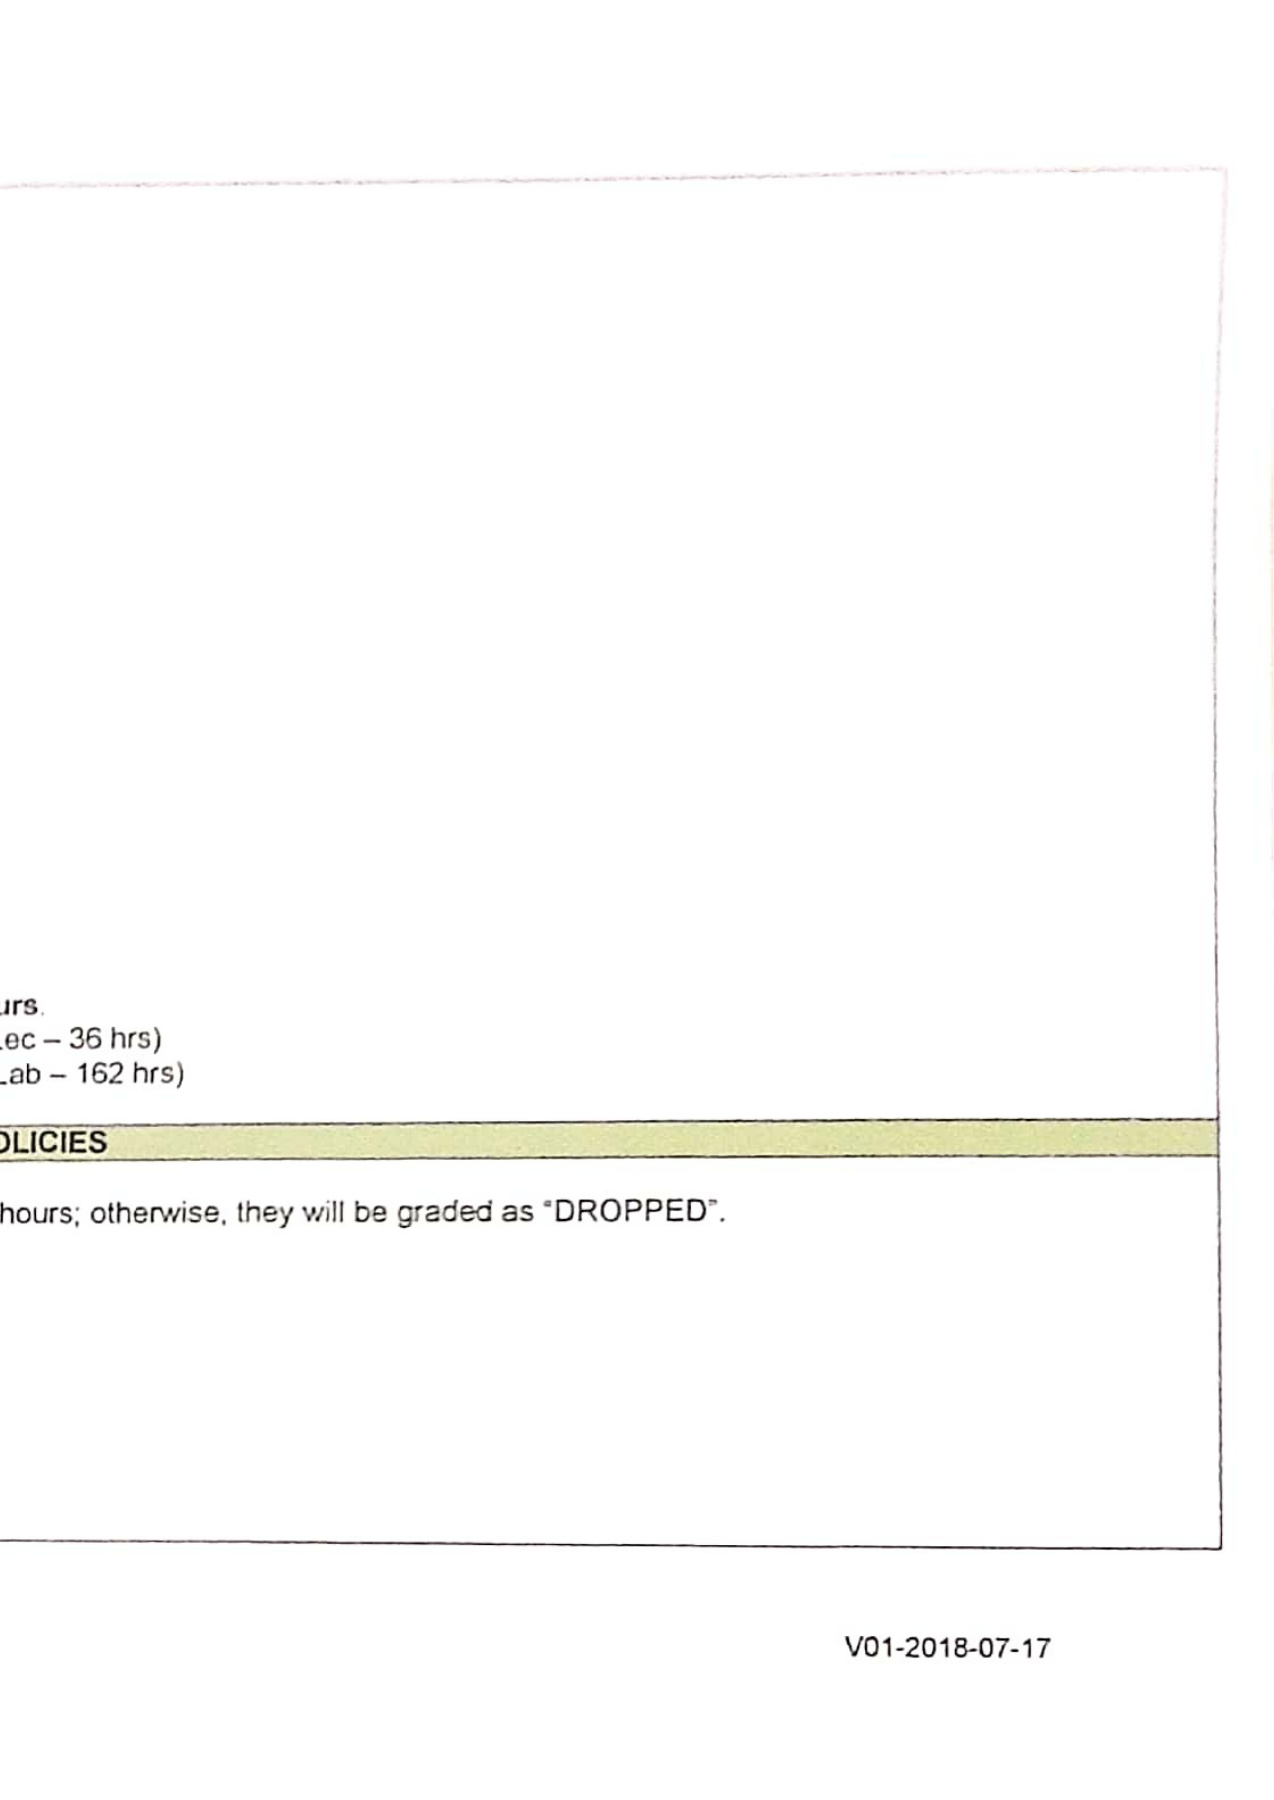 urs.
ec – 36 hrs)
Lab – 162 hrs)
OLICIES
hours; otherwise, they will be graded as “DROPPED”.
V01-2018-07-17